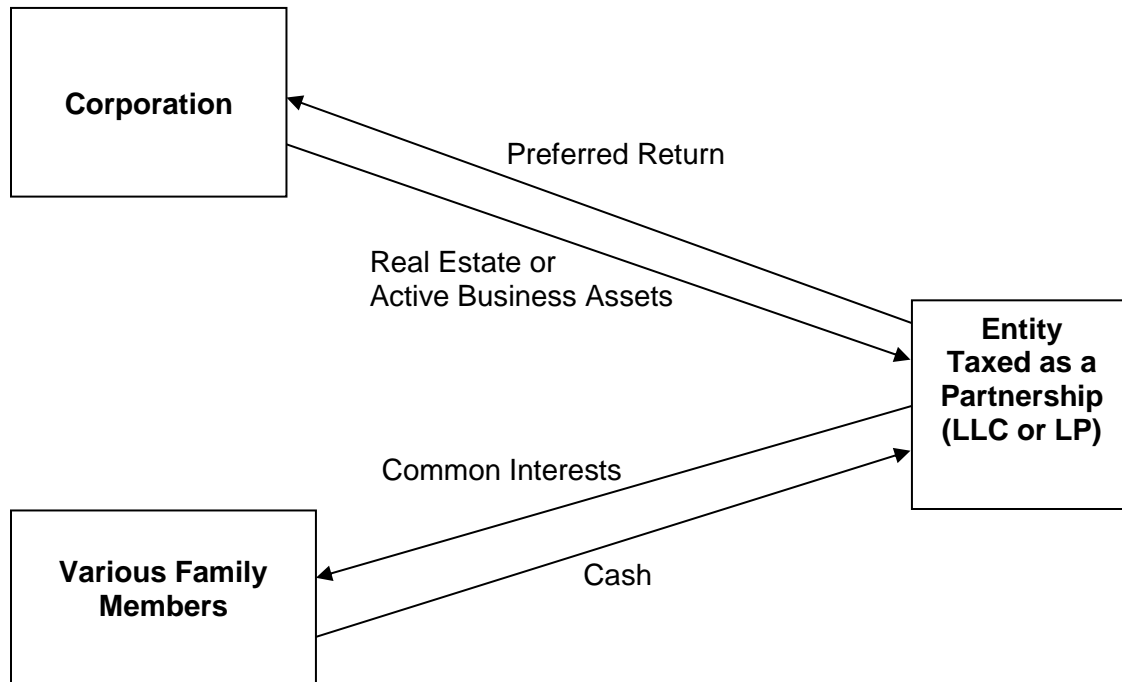 Corporation
Preferred Return
Real Estate or
Active Business Assets
Entity
Taxed as a
Partnership
(LLC or LP)
Common Interests
Cash
Various Family
Members